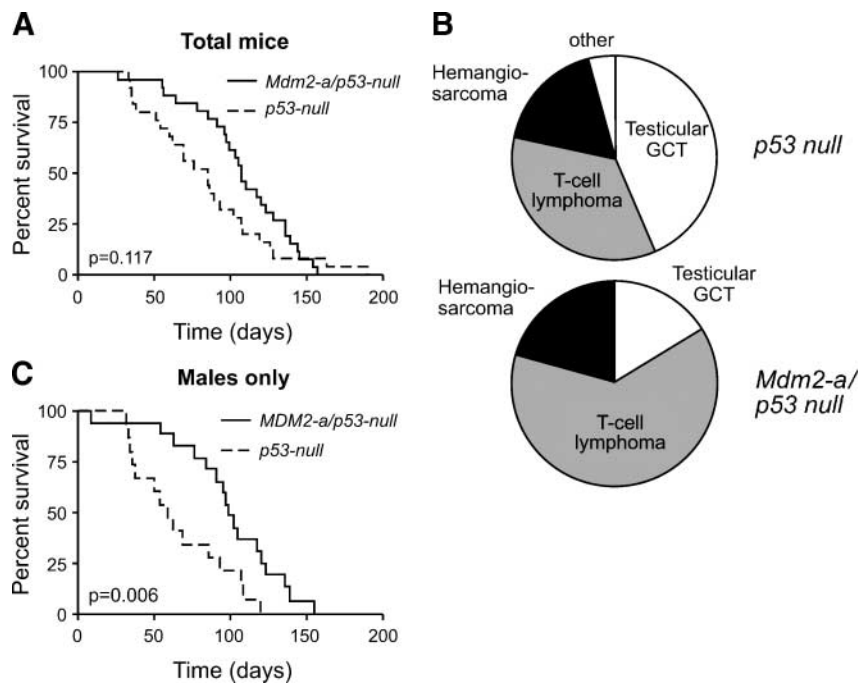 A
Total mice
Percent survival
100
75
50
25
0
Mdm2-a/p53-null
p53-null
p=0.117
0
50
100
150
200
Time (days)
B
other
Hemangio-
sarcoma
Testicular
GCT
T-cell
lymphoma
p53 null
Hemangio-
sarcoma
Testicular
GCT
T-cell
lymphoma
Mdm2-a/
p53 null
C
Males only
Percent survival
100
75
50
25
0
MDM2-a/p53-null
p53-null
p=0.006
0
50
100
150
200
Time (days)